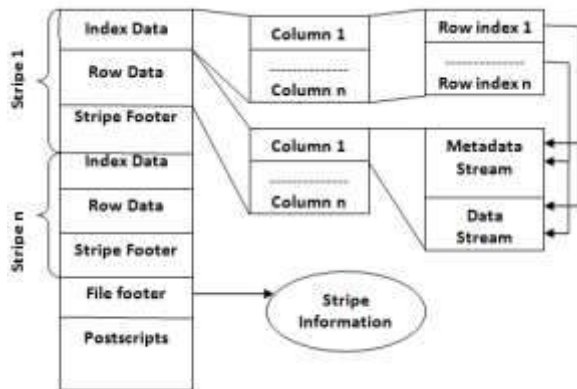 Stripe 1
Index Data
Row Data
Stripe Footer
Stripe n
Index Data
Row Data
Stripe Footer
File footer
Postscripts
Column 1
Column n
Row index 1
Row index n
Column 1
Column n
Metadata
Stream
Data
Stream
Stripe
Information